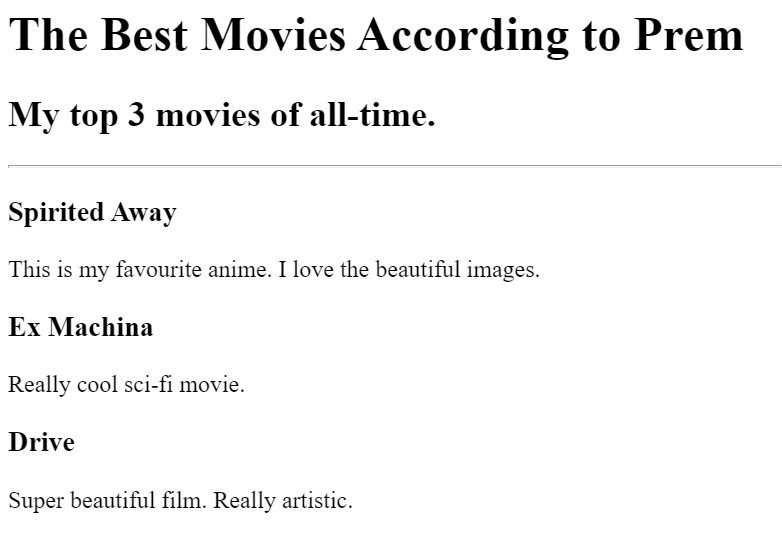 The Best Movies According to Prem
My top 3 movies of all-time.
Spirited Away
This is my favourite anime. I love the beautiful images.
Ex Machina
Really cool sci-fi movie.
Drive
Super beautiful film. Really artistic.